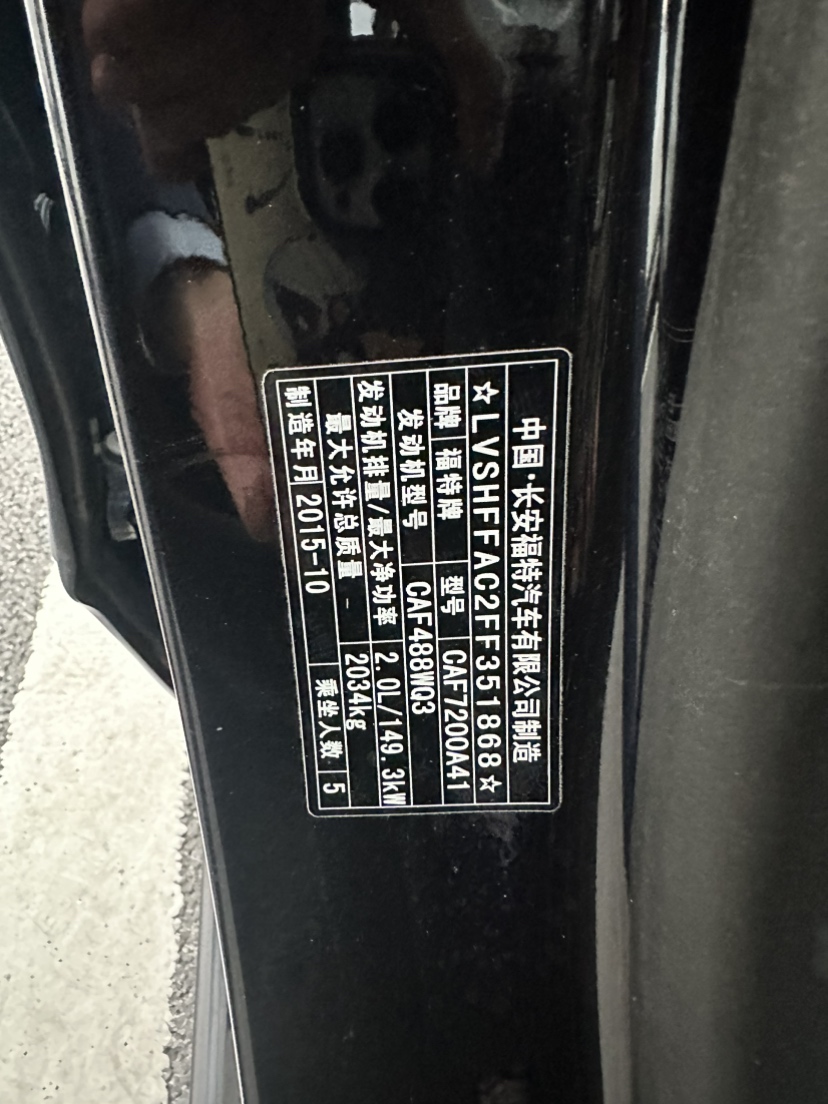 中国·长安福特汽车有限公司制造
☆LVSHFFAC2FF351868☆
品牌 福特牌 型号 CAF7200A41
发动机型号 CAF488WQ3
发动机排量/最大净功率 2.0L/149.3kW
最大允许总质量 2034kg
制造年月 2015-10 乘坐人数 5